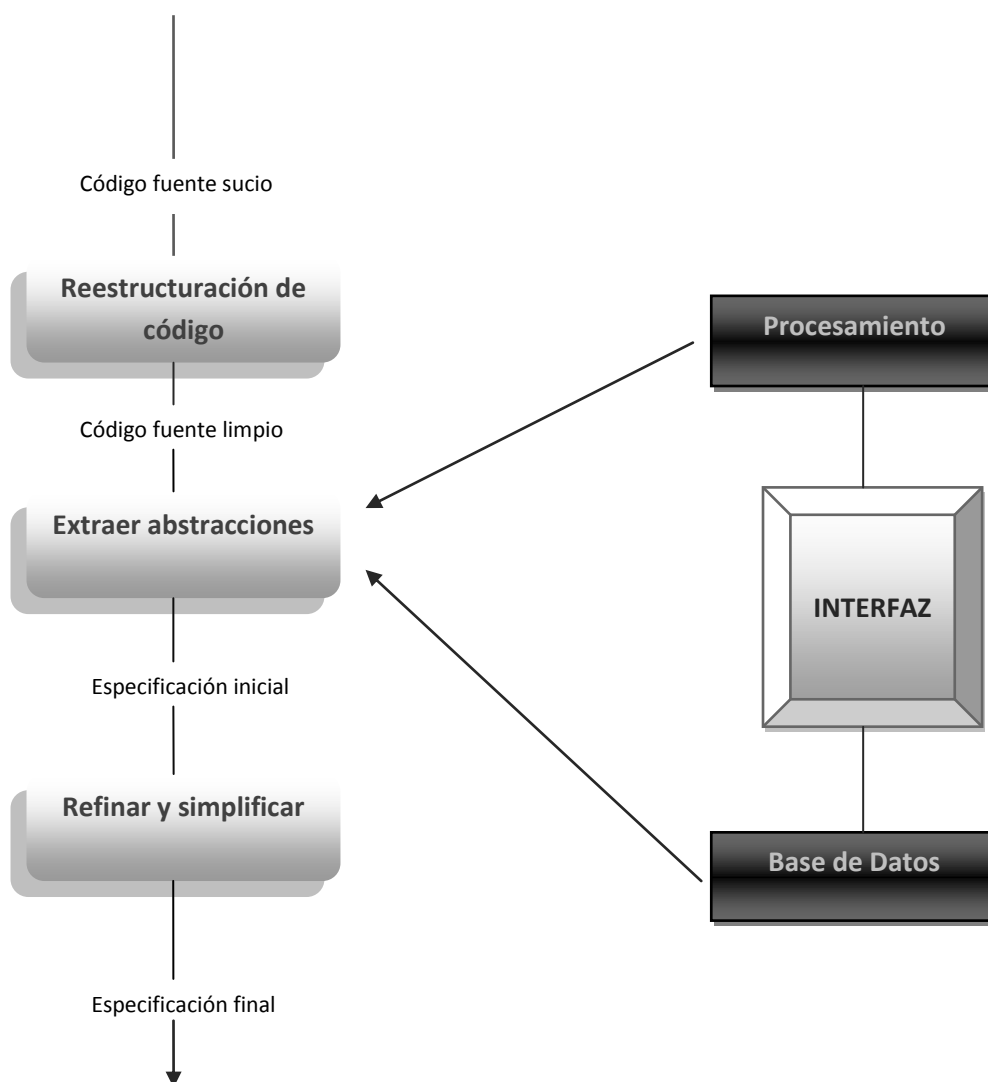 Código fuente sucio
Reestructuración de
código
Código fuente limpio
Extraer abstracciones
Especificación inicial
Refinar y simplificar
Especificación final
Procesamiento
INTERFAZ
Base de Datos